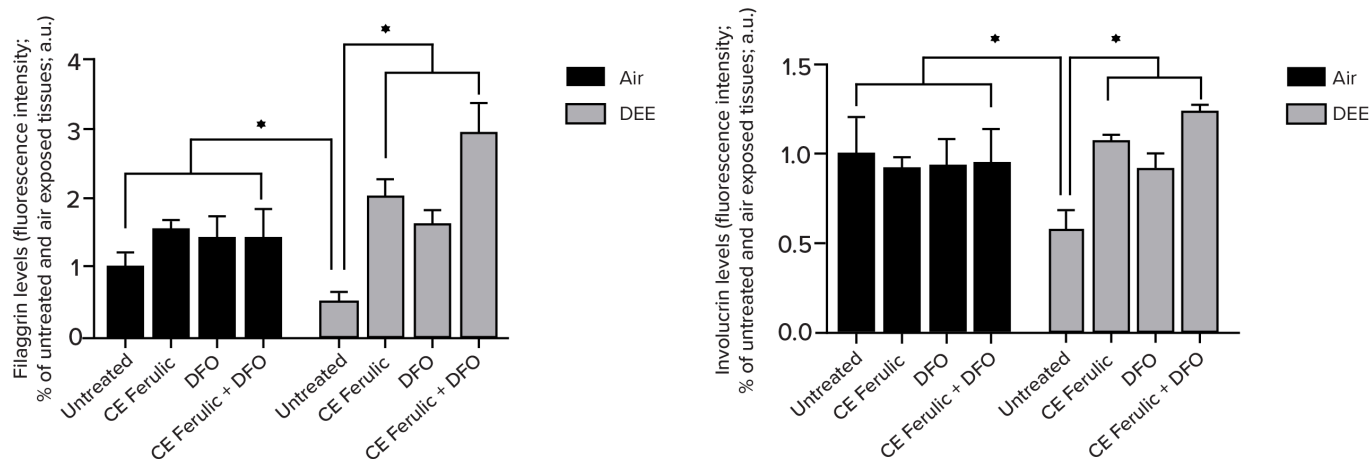 Filaggrin levels (fluorescence intensity;
% of untreated and air exposed tissues; a.u.)
4
3
2
1
0
*
*
Untreated
CE Ferulic
DFO
CE Ferulic + DFO
Untreated
CE Ferulic
DFO
CE Ferulic + DFO
Air
DEE
Involucrin levels (fluorescence intensity;
% of untreated and air exposed tissues; a.u.)
1.5
1.0
0.5
0.0
*
*
Untreated
CE Ferulic
DFO
CE Ferulic + DFO
Untreated
CE Ferulic
DFO
CE Ferulic + DFO
Air
DEE